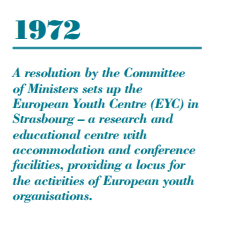 1972
A resolution by the Committee
of Ministers sets up the
European Youth Centre (EYC) in
Strasbourg – a research and
educational centre with
accommodation and conference
facilities, providing a locus for
the activities of European youth
organisations.